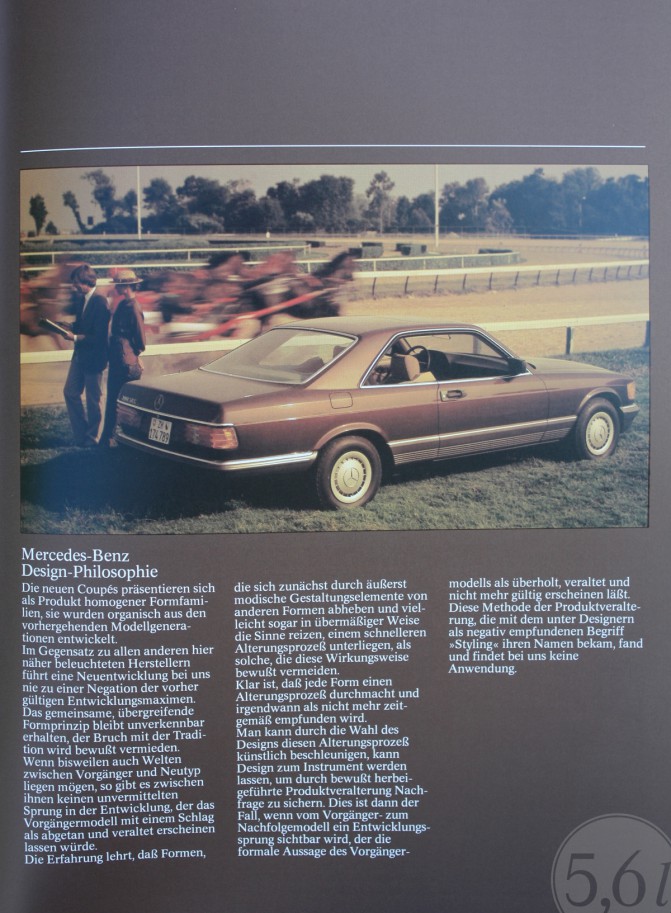 Mercedes-Benz
Design-Philosophie
Die neuen Coupés präsentieren sich
als Produkt homogener Formfami-
lien, sie wurden organisch aus den
vorhergehenden Modellgenera-
tionen entwickelt.
Im Gegensatz zu allen anderen hier
näher beleuchteten Herstellern
führt eine Neuentwicklung bei uns
nie zu einer Negation der vorher
gültigen Entwicklungsmaximen.
Das gemeinsame, übergreifende
Formprinzip bleibt unverkennbar
erhalten, der Bruch mit der Tradi-
tion wird bewußt vermieden.
Wenn bisweilen auch Welten
zwischen Vorgänger und Neutyp
liegen mögen, so gibt es zwischen
ihnen keinen unvermittelten
Sprung in der Entwicklung, der das
Vorgängermodell mit einem Schlag
als abgetan und veraltet erscheinen
lassen würde.
Die Erfahrung lehrt, daß Formen,
die sich zunächst durch äußerst
modische Gestaltungselemente von
anderen Formen abheben und viel-
leicht sogar in übermäßiger Weise
die Sinne reizen, einem schnelleren
Alterungsprozeß unterliegen, als
solche, die diese Wirkungsweise
bewußt vermeiden.
Klar ist, daß jede Form einen
Alterungsprozeß durchmacht und
irgendwann als nicht mehr zeit-
gemäß empfunden wird.
Man kann durch die Wahl des
Designs diesen Alterungsprozeß
künstlich beschleunigen, kann
Design zum Instrument werden
lassen, um durch bewußt herbei-
geführte Produktveralterung Nach-
frage zu sichern. Dies ist dann der
Fall, wenn vom Vorgänger- zum
Nachfolgemodell ein Entwicklungs-
sprung sichtbar wird, der die
formale Aussage des Vorgänger-
modells als überholt, veraltet und
nicht mehr gültig erscheinen läßt.
Diese Methode der Produktveralte-
rung, die mit dem unter Designern
als negativ empfundenen Begriff
»Styling« ihren Namen bekam, fand
und findet bei uns keine
Anwendung.
5,6 l